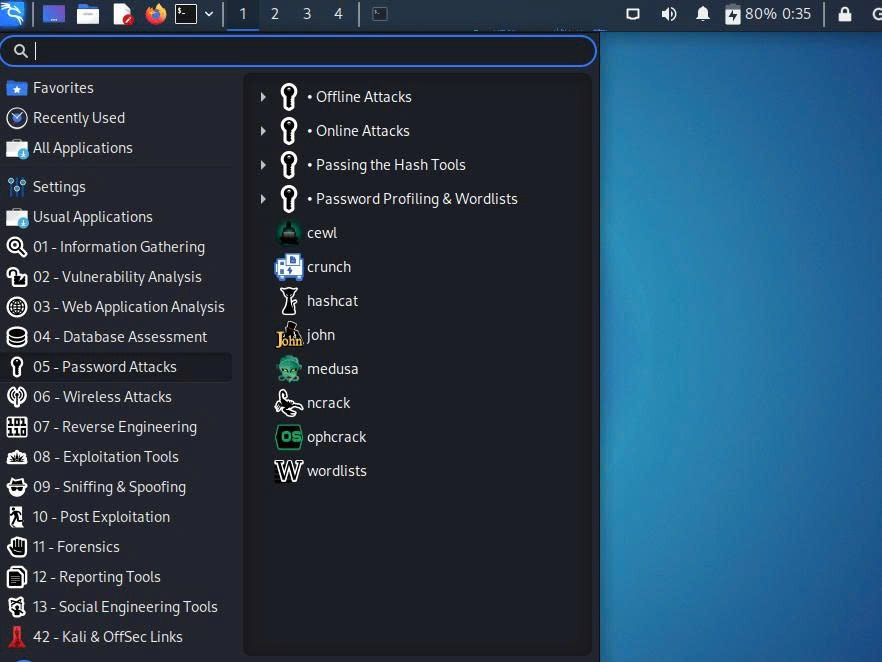 1 2 3 4 80% 0:35
Favorites
Recently Used
All Applications
Settings
Usual Applications
01 - Information Gathering
02 - Vulnerability Analysis
03 - Web Application Analysis
04 - Database Assessment
05 - Password Attacks
06 - Wireless Attacks
07 - Reverse Engineering
08 - Exploitation Tools
09 - Sniffing & Spoofing
10 - Post Exploitation
11 - Forensics
12 - Reporting Tools
13 - Social Engineering Tools
42 - Kali & OffSec Links
• Offline Attacks
• Online Attacks
• Passing the Hash Tools
• Password Profiling & Wordlists
cewl
crunch
hashcat
john
medusa
ncrack
ophcrack
wordlists